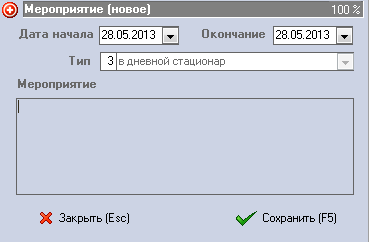 Мероприятие (новое) 100 %
Дата начала 28.05.2013 Окончание 28.05.2013
Тип 3 в дневной стационар
Мероприятие
Закрыть (Esc) Сохранить (F5)